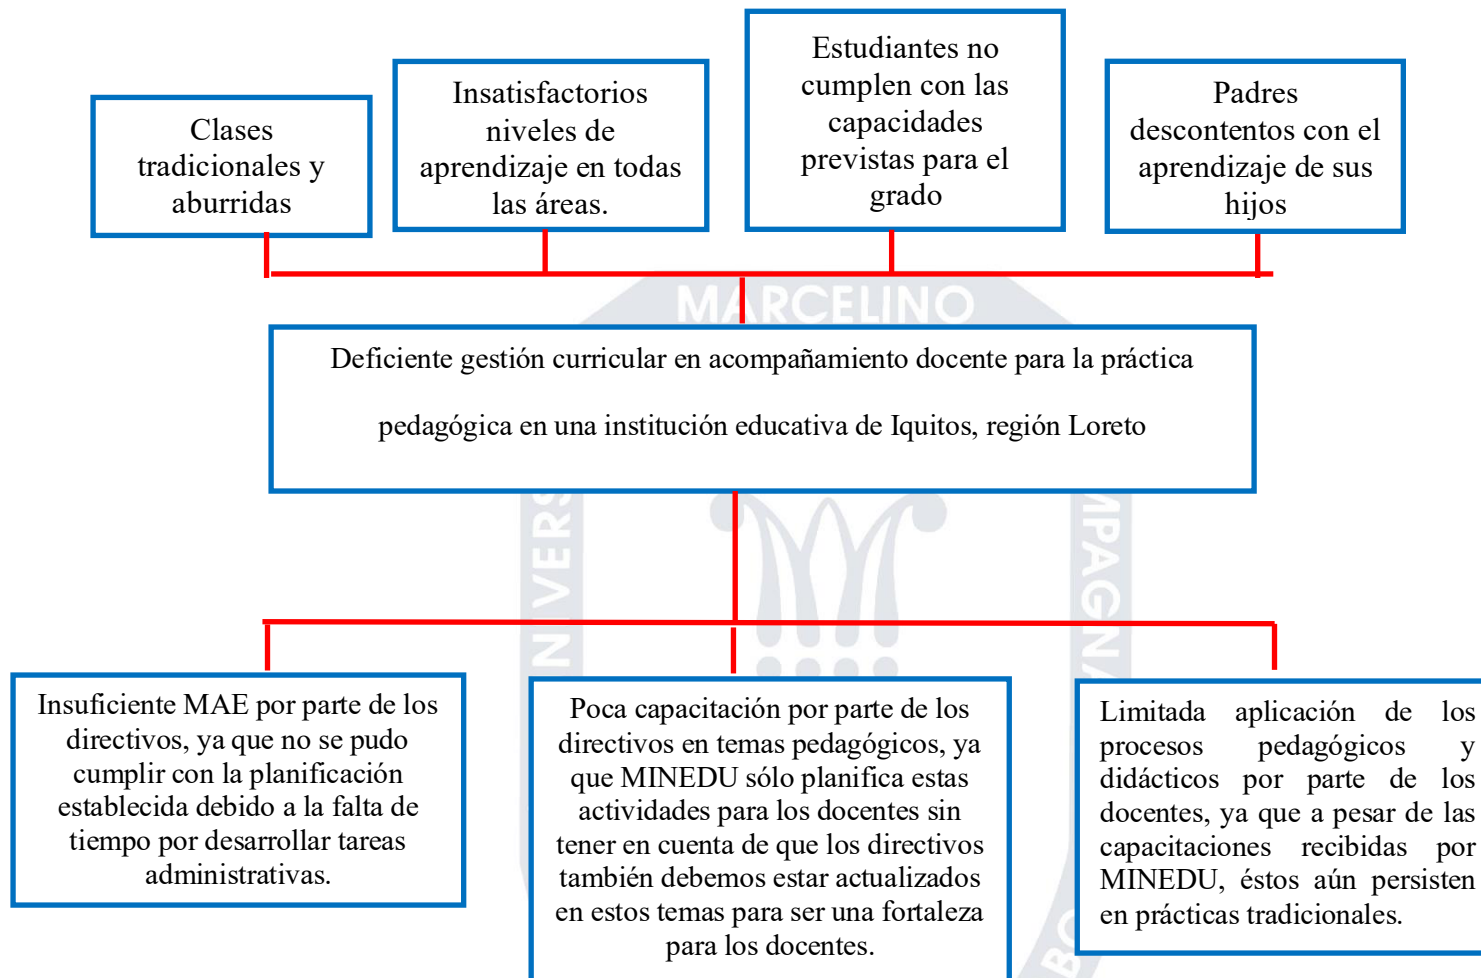 Clases
tradicionales y
aburridas
Insatisfactorios
niveles de
aprendizaje en todas
las áreas.
Estudiantes no
cumplen con las
capacidades
previstas para el
grado
Padres
descontentos con el
aprendizaje de sus
hijos
MARCELINO
Deficiente gestión curricular en acompañamiento docente para la práctica
pedagógica en una institución educativa de Iquitos, región Loreto
Insuficiente MAE por parte de los
directivos, ya que no se pudo
cumplir con la planificación
establecida debido a la falta de
tiempo por desarrollar tareas
administrativas.
Poca capacitación por parte de los
directivos en temas pedagógicos, ya
que MINEDU sólo planifica estas
actividades para los docentes sin
tener en cuenta de que los directivos
también debemos estar actualizados
en estos temas para ser una fortaleza
para los docentes.
Limitada aplicación de los
procesos pedagógicos y
didácticos por parte de los
docentes, ya que a pesar de las
capacitaciones recibidas por
MINEDU, éstos aún persisten
en prácticas tradicionales.